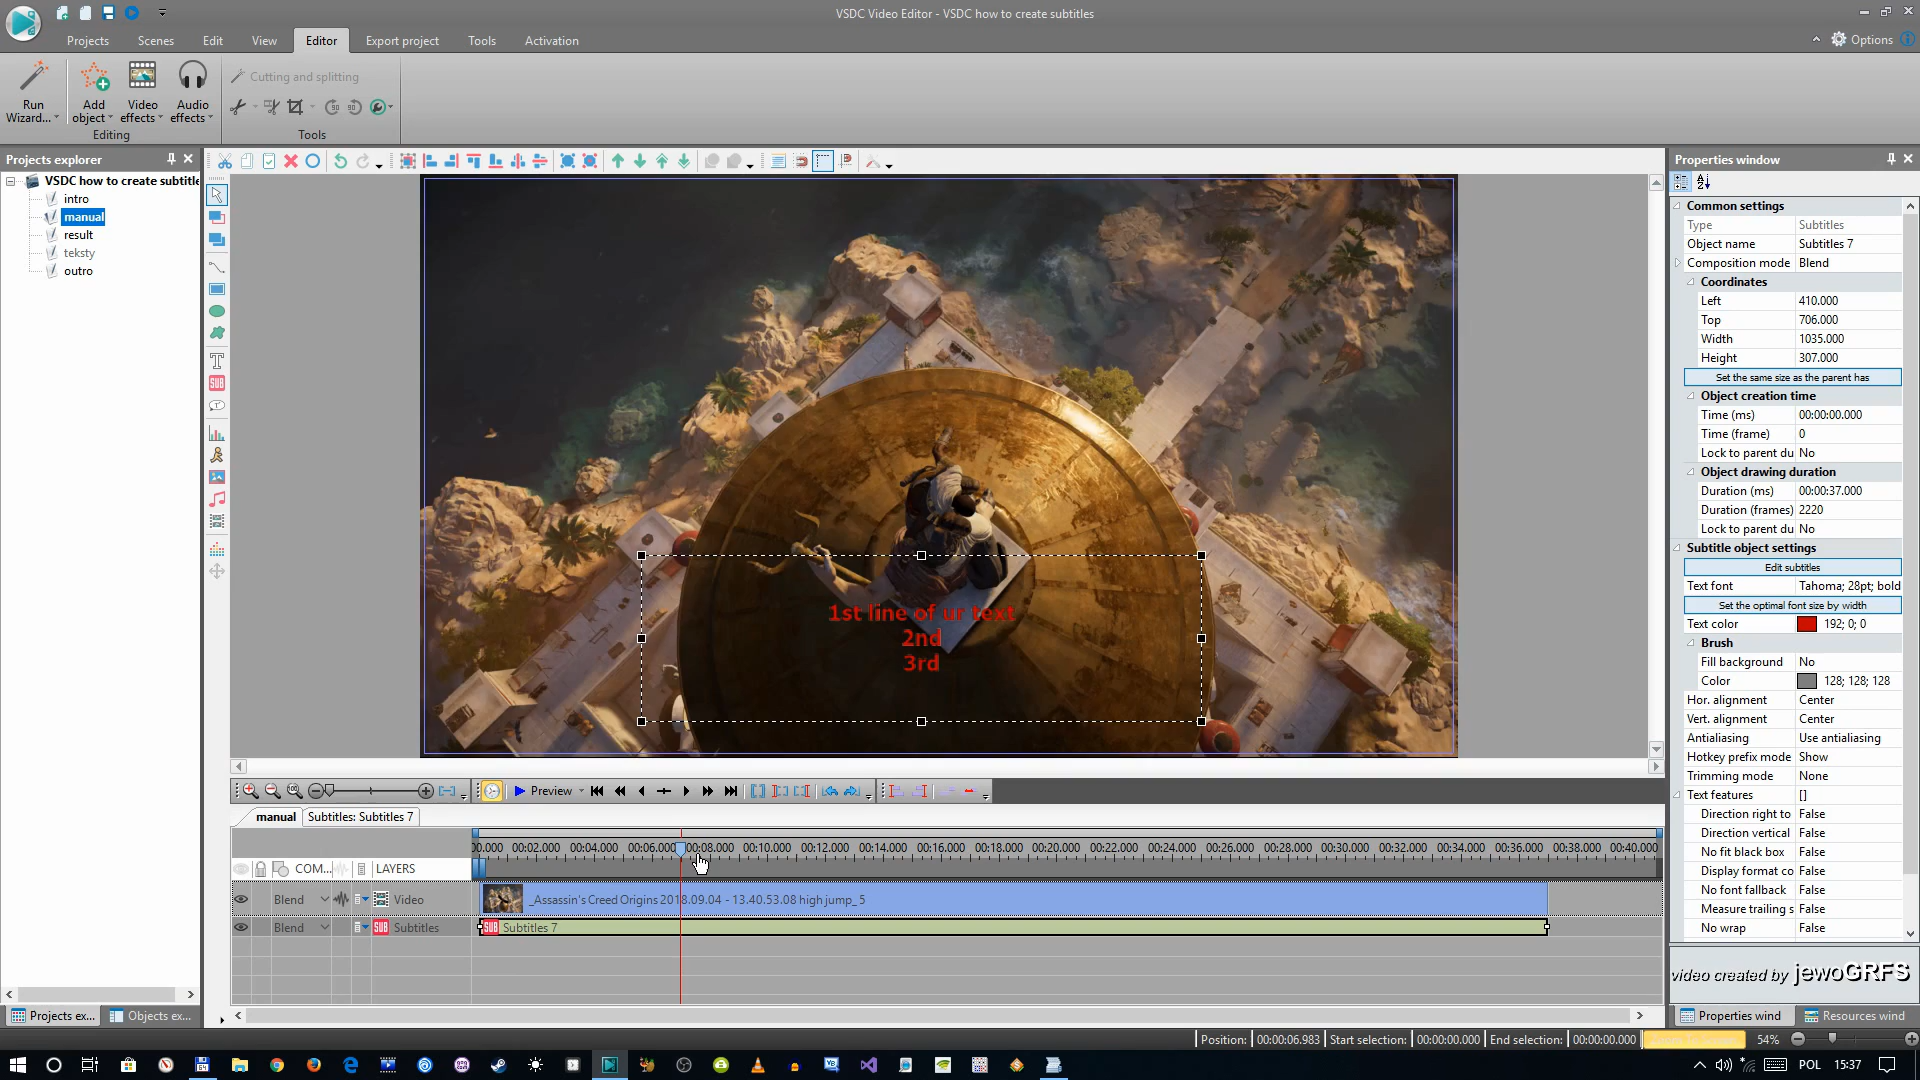 VSDC Video Editor - VSDC how to create subtitles
Projects
Scenes
Edit
View
Editor
Export project
Tools
Activation
Options
Run Wizard...
Add object
Video effects
Audio effects
Editing
Cutting and splitting
Tools
Projects explorer
VSDC how to create subtitle
intro
manual
result
teksty
outro
1st line of ur text
2nd
3rd
Properties window
Common settings
Type Subtitles
Object name Subtitles 7
Composition mode Blend
Coordinates
Left 410.000
Top 706.000
Width 1035.000
Height 307.000
Set the same size as the parent has
Object creation time
Time (ms) 00:00:00.000
Time (frame) 0
Lock to parent du No
Object drawing duration
Duration (ms) 00:00:37.000
Duration (frames) 2220
Lock to parent du No
Subtitle object settings
Edit subtitles
Text font Tahoma; 28pt; bold
Set the optimal font size by width
Text color 192; 0; 0
Brush
Fill background No
Color 128; 128; 128
Hor. alignment Center
Vert. alignment Center
Antialiasing Use antialiasing
Hotkey prefix mode Show
Trimming mode None
Text features []
Direction right to False
Direction vertical False
No fit black box False
Display format co False
No font fallback False
Measure trailing s False
No wrap False
video created by jewoGRFS
Properties wind
Resources wind
Preview
manual
Subtitles: Subtitles 7
00.000 00:02.000 00:04.000 00:06.000 00:08.000 00:10.000 00:12.000 00:14.000 00:16.000 00:18.000 00:20.000 00:22.000 00:24.000 00:26.000 00:28.000 00:30.000 00:32.000 00:34.000 00:36.000 00:38.000 00:40.000
COM... LAYERS
Blend Video _Assassin's Creed Origins 2018.09.04 - 13.40.53.08 high jump_ 5
Blend SUB Subtitles SUB Subtitles 7
Projects ex...
Objects ex...
Position: 00:00:06.983 Start selection: 00:00:00.000 End selection: 00:00:00.000 54%
POL 15:37